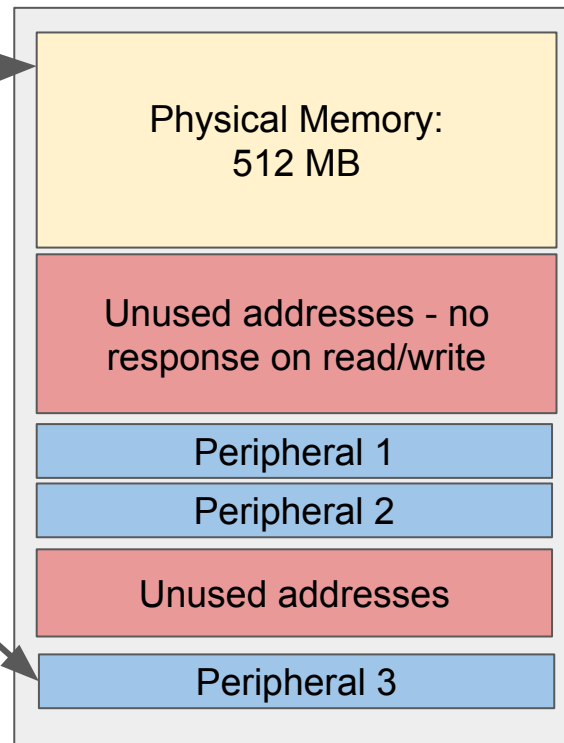 Physical Memory:
512 MB
Unused addresses - no
response on read/write
Peripheral 1
Peripheral 2
Unused addresses
Peripheral 3